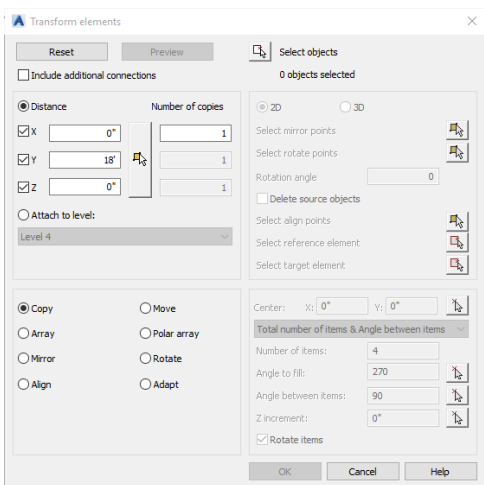 Transform elements
Reset Preview Select objects
Include additional connections 0 objects selected
Distance Number of copies 2D 3D
X 0" 1 Select mirror points
Y 18' 1 Select rotate points
Z 0" 1 Rotation angle 0
Delete source objects
Attach to level: Select align points
Level 4 Select reference element
Select target element
Copy Move Center: X: 0" Y: 0"
Array Polar array Total number of items & Angle between items
Mirror Rotate Number of items: 4
Align Adapt Angle to fill: 270
Angle between items: 90
Z increment: 0"
Rotate items
OK Cancel Help